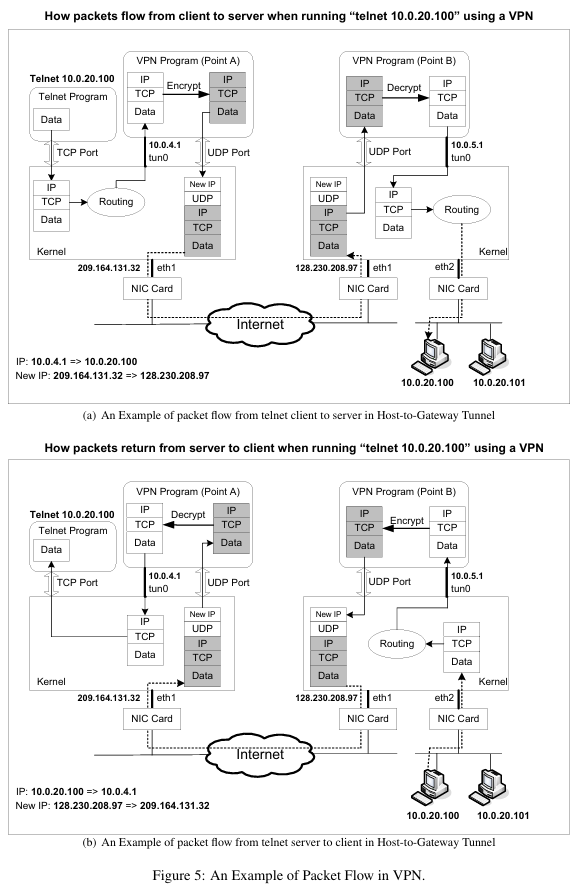 How packets flow from client to server when running “telnet 10.0.20.100” using a VPN
VPN Program (Point A)
VPN Program (Point B)
Telnet 10.0.20.100
Telnet Program
Data
IP
TCP
Data
Encrypt
IP
TCP
Data
IP
TCP
Data
Decrypt
IP
TCP
Data
TCP Port
10.0.4.1
tun0
UDP Port
UDP Port
10.0.5.1
tun0
IP
TCP
Data
Routing
New IP
UDP
IP
TCP
Data
New IP
UDP
IP
TCP
Data
IP
TCP
Data
Routing
Kernel
Kernel
209.164.131.32
eth1
128.230.208.97
eth1
eth2
NIC Card
NIC Card
NIC Card
Internet
IP: 10.0.4.1 => 10.0.20.100
New IP: 209.164.131.32 => 128.230.208.97
10.0.20.100
10.0.20.101
(a) An Example of packet flow from telnet client to server in Host-to-Gateway Tunnel
How packets return from server to client when running “telnet 10.0.20.100” using a VPN
VPN Program (Point A)
VPN Program (Point B)
Telnet 10.0.20.100
Telnet Program
Data
IP
TCP
Data
Decrypt
IP
TCP
Data
IP
TCP
Data
Encrypt
IP
TCP
Data
TCP Port
10.0.4.1
tun0
UDP Port
UDP Port
10.0.5.1
tun0
IP
TCP
Data
New IP
UDP
IP
TCP
Data
New IP
UDP
IP
TCP
Data
Routing
IP
TCP
Data
Kernel
Kernel
209.164.131.32
eth1
128.230.208.97
eth1
eth2
NIC Card
NIC Card
NIC Card
Internet
IP: 10.0.20.100 => 10.0.4.1
New IP: 128.230.208.97 => 209.164.131.32
10.0.20.100
10.0.20.101
(b) An Example of packet flow from telnet server to client in Host-to-Gateway Tunnel
Figure 5: An Example of Packet Flow in VPN.